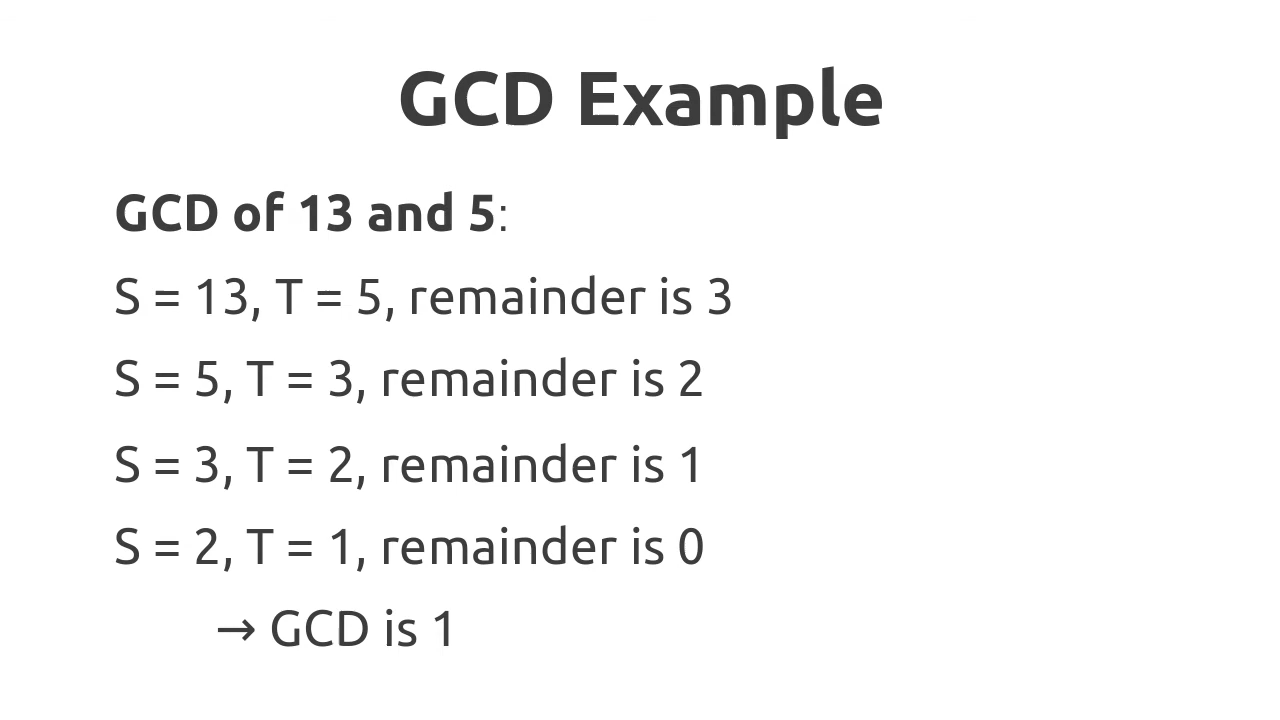 GCD Example
GCD of 13 and 5:
S = 13, T = 5, remainder is 3
S = 5, T = 3, remainder is 2
S = 3, T = 2, remainder is 1
S = 2, T = 1, remainder is 0
→ GCD is 1